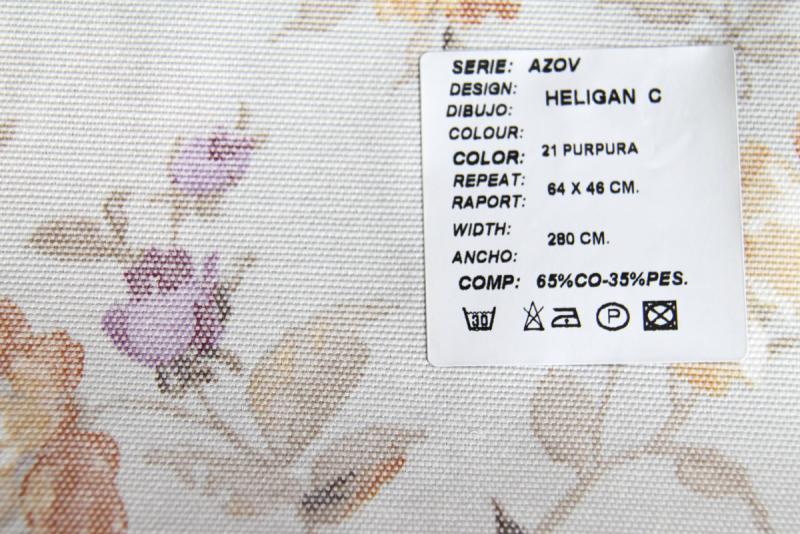 SERIE: AZOV
DESIGN:
DIBUJO: HELIGAN C
COLOUR:
COLOR: 21 PURPURA
REPEAT:
RAPORT: 64 X 46 CM.
WIDTH:
ANCHO: 280 CM.
COMP: 65%CO-35%PES.
30 P